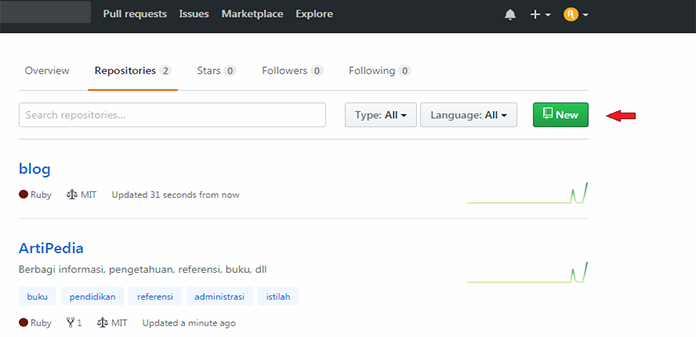 Pull requests Issues Marketplace Explore
Overview Repositories 2 Stars 0 Followers 0 Following 0
Search repositories... Type: All Language: All New
blog
Ruby MIT Updated 31 seconds from now
ArtiPedia
Berbagi informasi, pengetahuan, referensi, buku, dll
buku pendidikan referensi administrasi istilah
Ruby 1 MIT Updated a minute ago